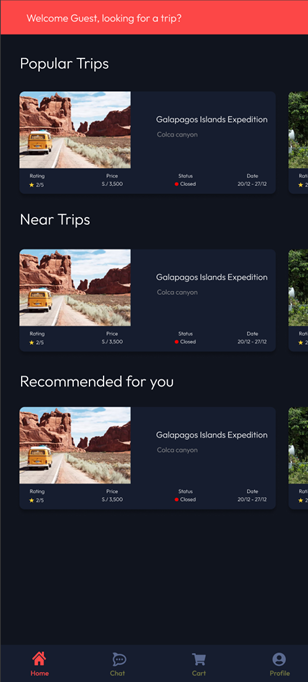 Welcome Guest, looking for a trip?
Popular Trips
Galapagos Islands Expedition
Colca canyon
Rating Price Status Date
2/5 S./ 3,500 Closed 20/12 - 27/12
Near Trips
Galapagos Islands Expedition
Colca canyon
Rating Price Status Date
2/5 S./ 3,500 Closed 20/12 - 27/12
Recommended for you
Galapagos Islands Expedition
Colca canyon
Rating Price Status Date
2/5 S./ 3,500 Closed 20/12 - 27/12
Home Chat Cart Profile